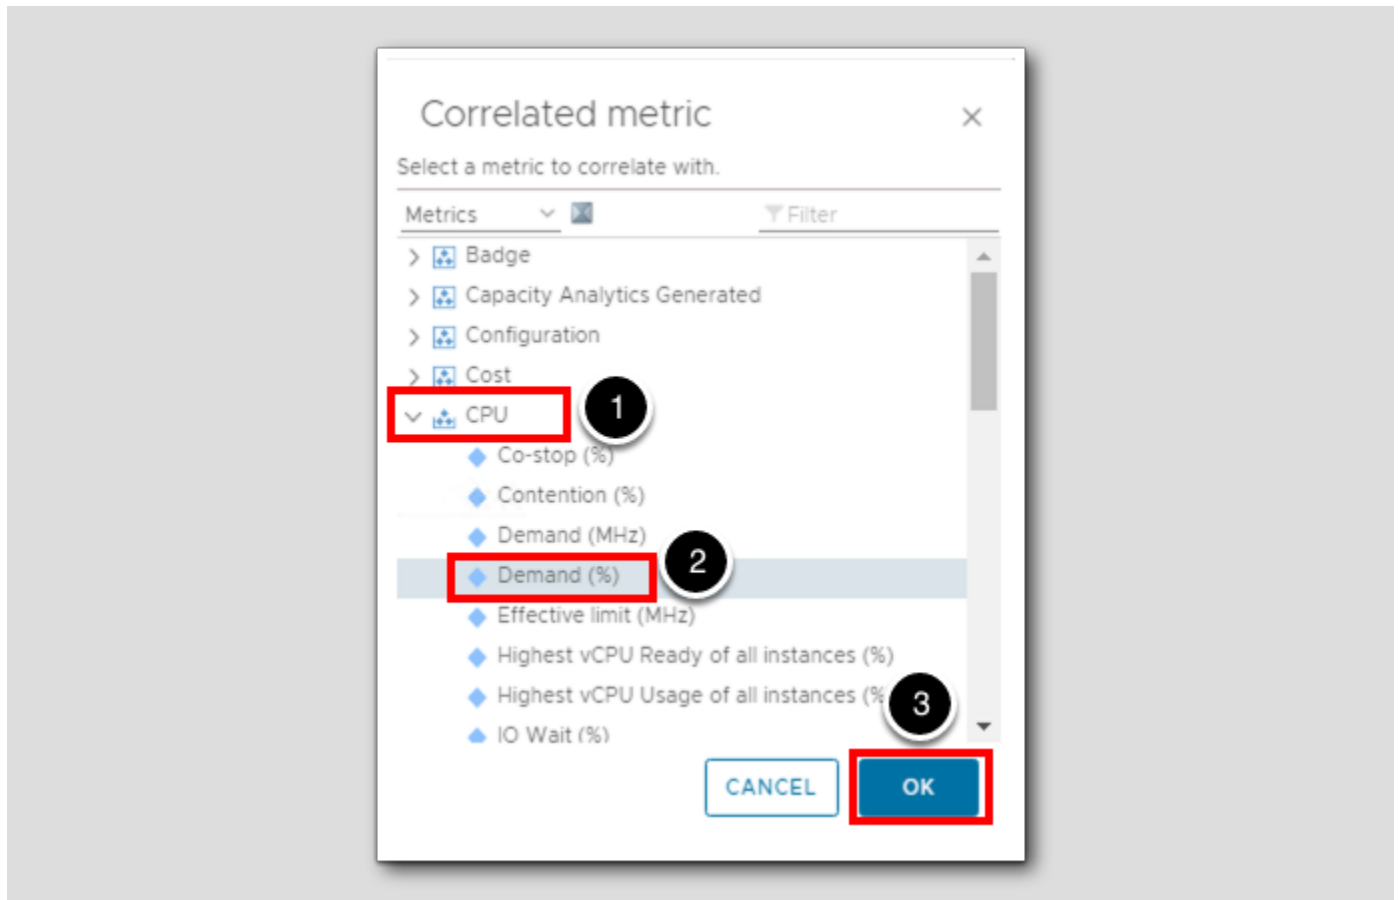 Correlated metric
Select a metric to correlate with.
Metrics Filter
Badge
Capacity Analytics Generated
Configuration
Cost
CPU 1
Co-stop (%)
Contention (%)
Demand (MHz)
Demand (%) 2
Effective limit (MHz)
Highest vCPU Ready of all instances (%)
Highest vCPU Usage of all instances (% 3
IO Wait (%)
CANCEL OK